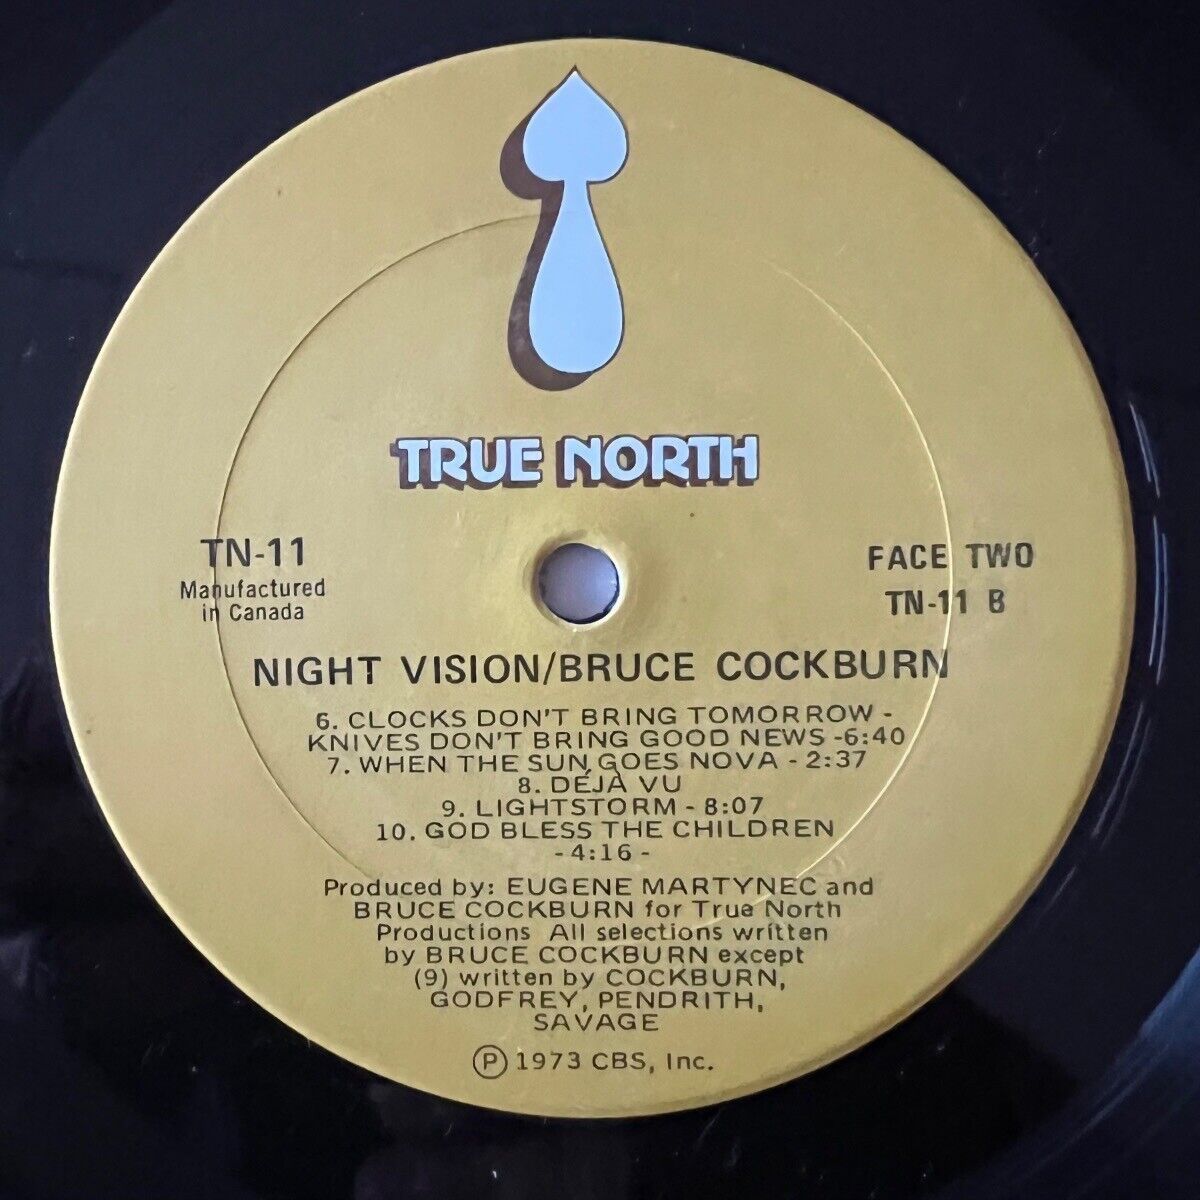 TRUE NORTH
TN-11
Manufactured
in Canada
FACE TWO
TN-11 B
NIGHT VISION/BRUCE COCKBURN
6. CLOCKS DON'T BRING TOMORROW -
KNIVES DON'T BRING GOOD NEWS -6:40
7. WHEN THE SUN GOES NOVA - 2:37
8. DÉJÀ VU
9. LIGHTSTORM - 8:07
10. GOD BLESS THE CHILDREN
- 4:16 -
Produced by: EUGENE MARTYNEC and
BRUCE COCKBURN for True North
Productions All selections written
by BRUCE COCKBURN except
(9) written by COCKBURN,
GODFREY, PENDRITH,
SAVAGE
Ⓟ 1973 CBS, Inc.